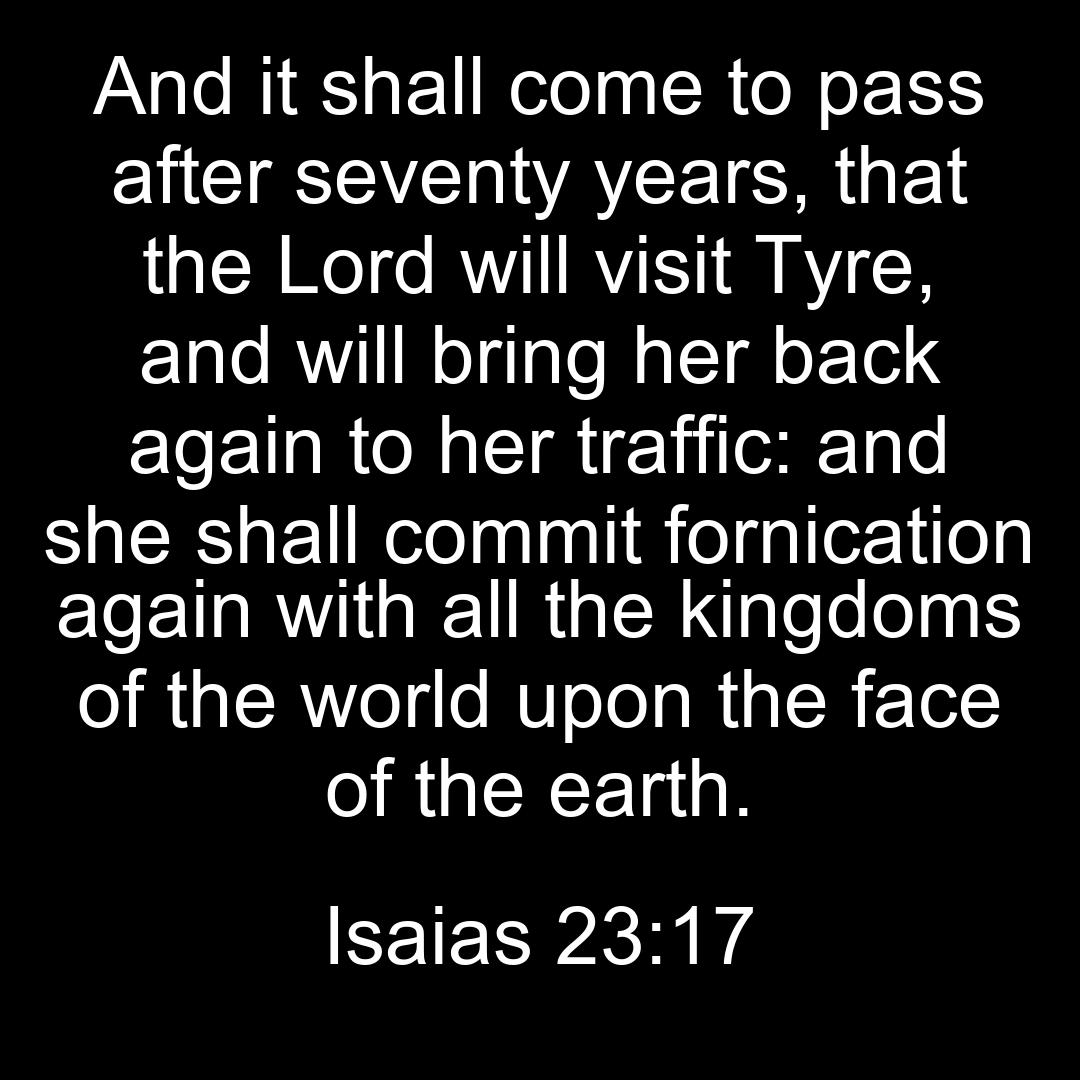 And it shall come to pass
after seventy years, that
the Lord will visit Tyre,
and will bring her back
again to her traffic: and
she shall commit fornication
again with all the kingdoms
of the world upon the face
of the earth.
Isaias 23:17